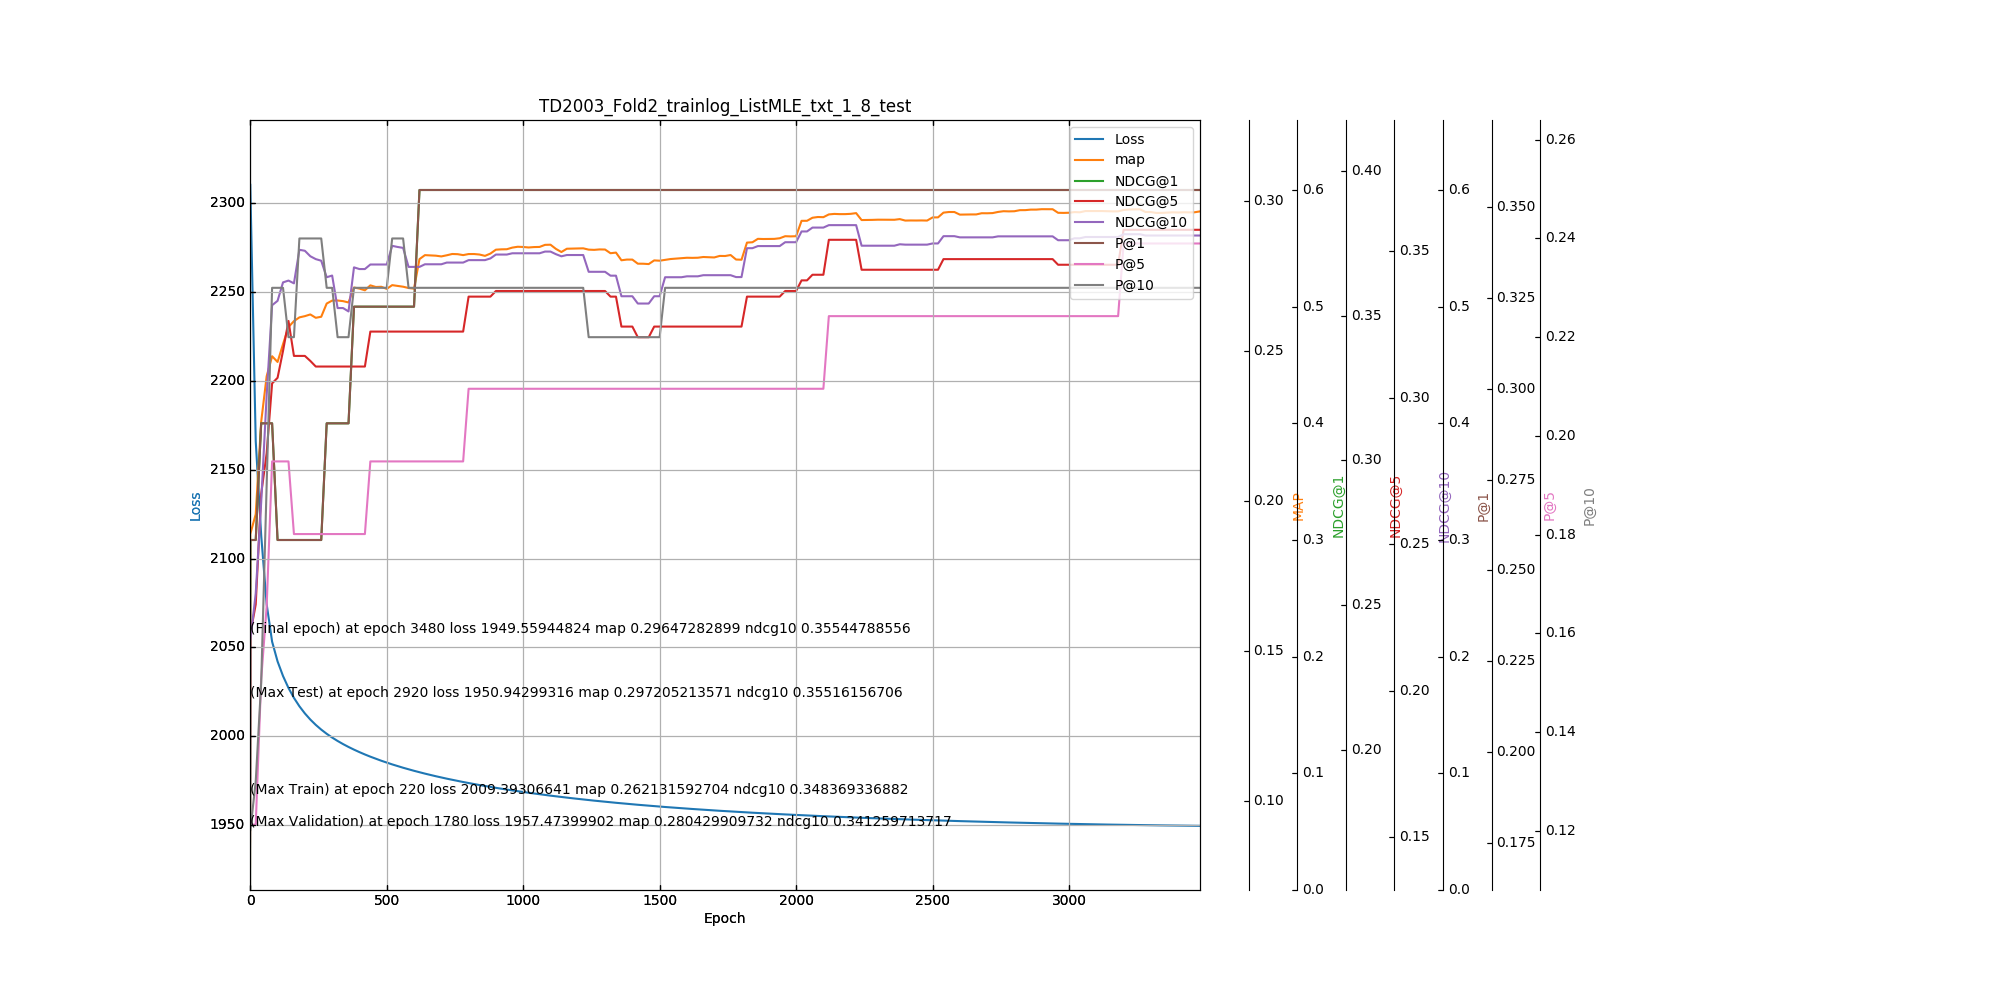 TD2003_Fold2_trainlog_ListMLE_txt_1_8_test
Loss
map
NDCG@1
NDCG@5
NDCG@10
P@1
P@5
P@10
2300
2250
2200
2150
2100
2050
2000
1950
Loss
(Final epoch) at epoch 3480 loss 1949.55944824 map 0.29647282899 ndcg10 0.35544788556
(Max Test) at epoch 2920 loss 1950.94299316 map 0.297205213571 ndcg10 0.35516156706
(Max Train) at epoch 220 loss 2009.39306641 map 0.262131592704 ndcg10 0.348369336882
(Max Validation) at epoch 1780 loss 1957.47399902 map 0.280429909732 ndcg10 0.341259713717
0 500 1000 1500 2000 2500 3000
Epoch
0.30
0.25
0.20
0.15
0.10
MAP
0.6
0.5
0.4
0.3
0.2
0.1
0.0
NDCG@1
0.40
0.35
0.30
0.25
0.20
NDCG@5
0.35
0.30
0.25
0.20
0.15
NDCG@10
0.6
0.5
0.4
0.3
0.2
0.1
0.0
P@1
0.350
0.325
0.300
0.275
0.250
0.225
0.200
0.175
P@5
0.26
0.24
0.22
0.20
0.18
0.16
0.14
0.12
P@10